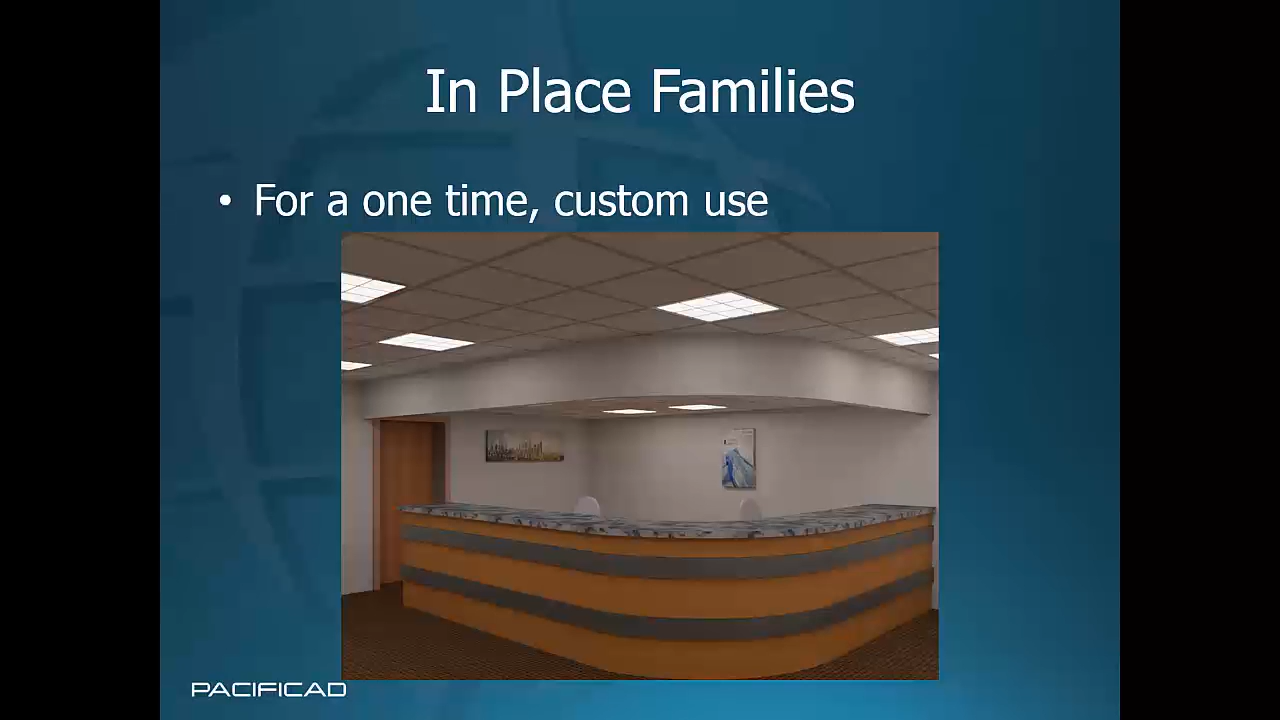 In Place Families
• For a one time, custom use
PACIFICAD